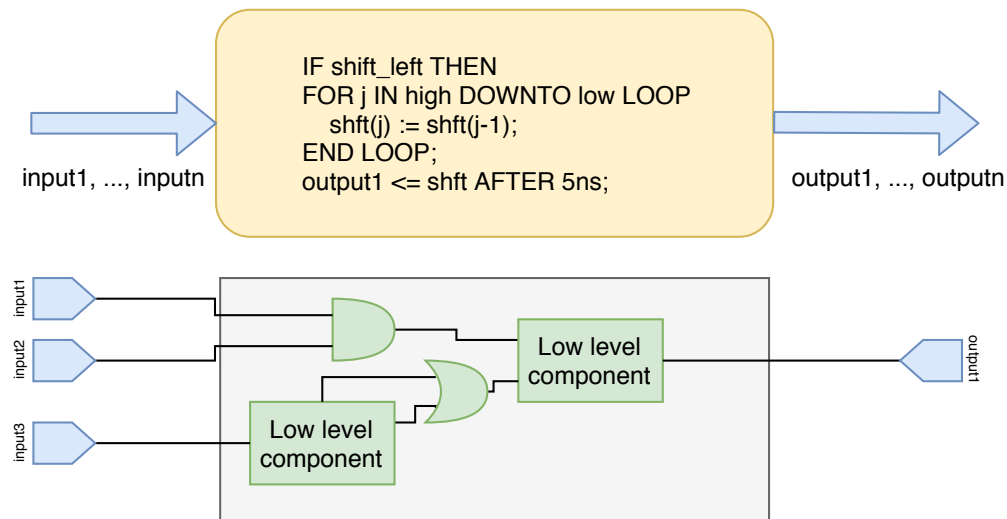 IF shift_left THEN
FOR j IN high DOWNTO low LOOP
shft(j) := shft(j-1);
END LOOP;
output1 <= shft AFTER 5ns;
input1, ..., inputn
output1, ..., outputn
input1
input2
input3
Low level
component
Low level
component
output1